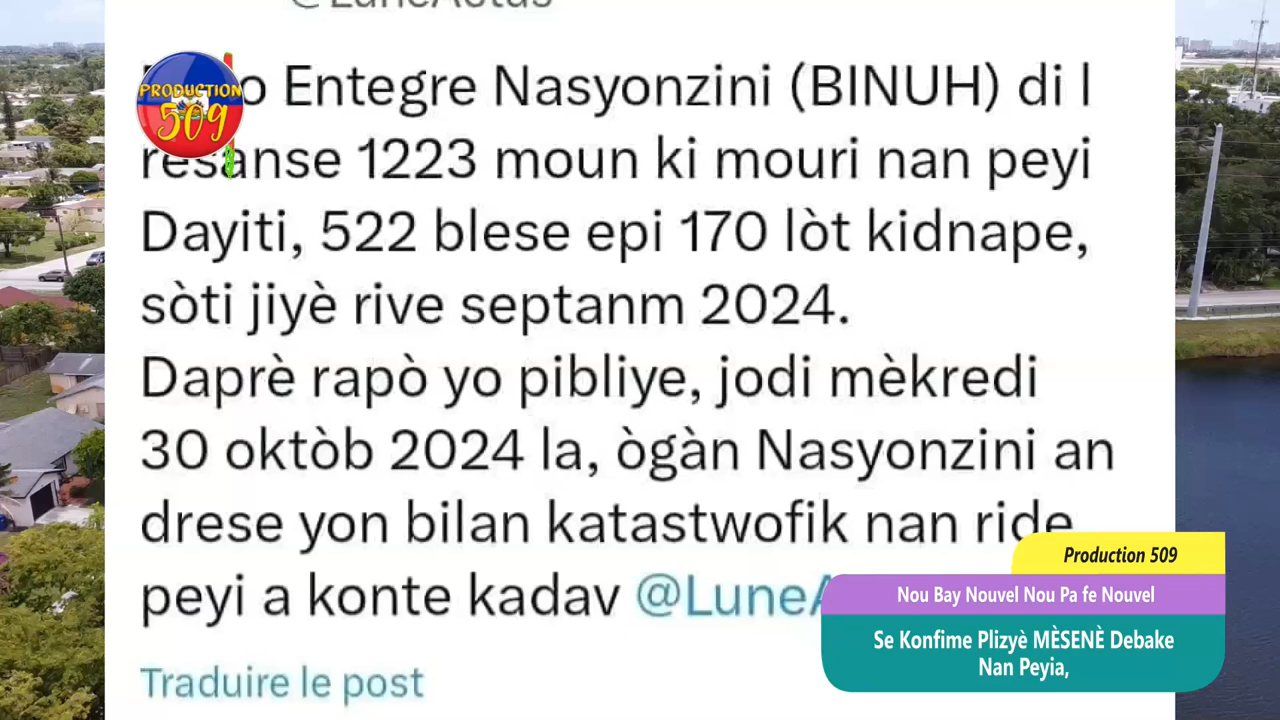 @LuneActus
Entegre Nasyonzini (BINUH) di l
resanse 1223 moun ki mouri nan peyi
Dayiti, 522 blese epi 170 lòt kidnape,
sòti jiyè rive septanm 2024.
Daprè rapò yo pibliye, jodi mèkredi
30 oktòb 2024 la, ògàn Nasyonzini an
drese yon bilan katastwofik nan ride
peyi a konte kadav @LuneA
Traduire le post
PRODUCTION
509
Production 509
Nou Bay Nouvel Nou Pa fe Nouvel
Se Konfime Plizyè MÈSENÈ Debake
Nan Peyia,